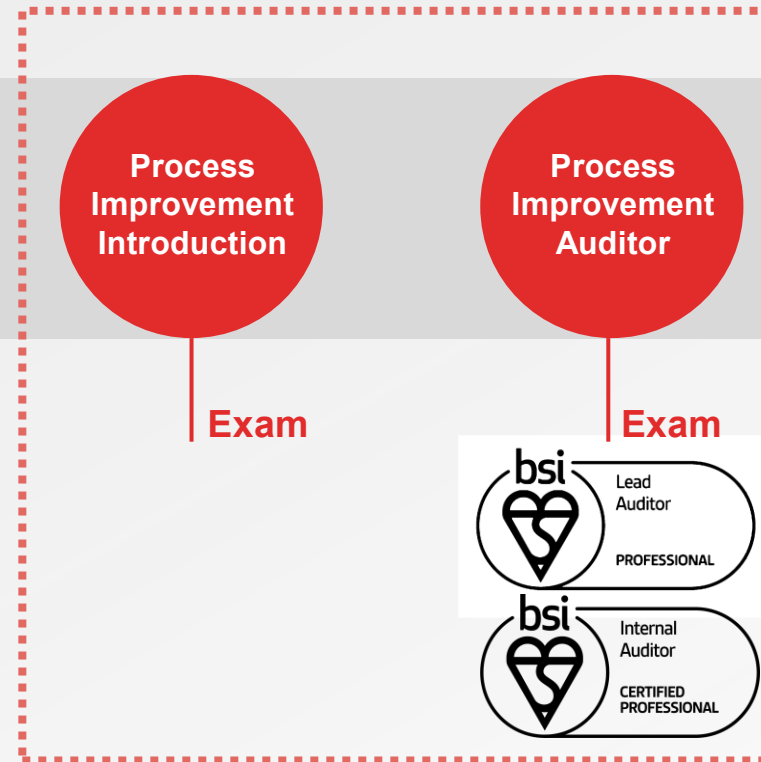 Process
Improvement
Introduction
Process
Improvement
Auditor
Exam
Exam
bsi
Lead
Auditor
PROFESSIONAL
bsi
Internal
Auditor
CERTIFIED
PROFESSIONAL